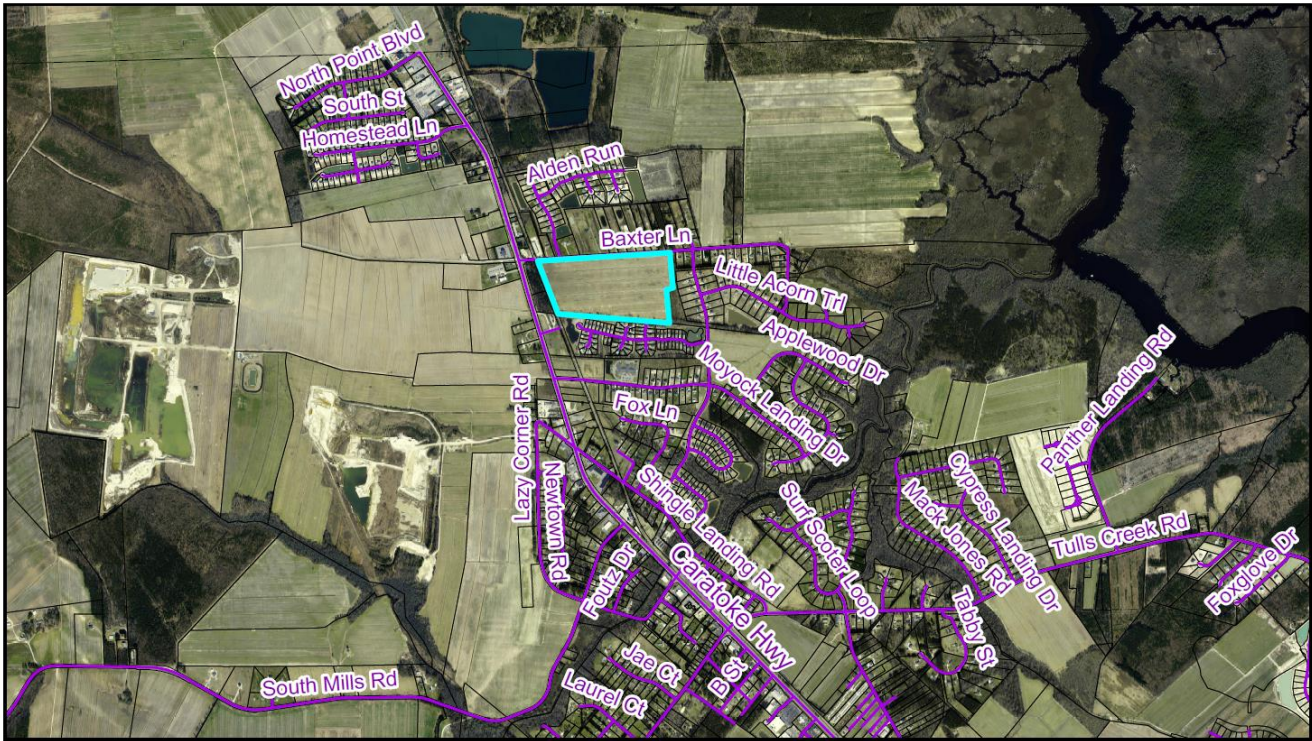 North Point Blvd
South St
Homestead Ln
Alden Run
Baxter Ln
Little Acorn Trl
Applewood Dr
Moyock Landing Dr
Panther Landing Rd
Lazy Corner Rd
Fox Ln
Newtown Rd
Shingle Landing Rd
Surf Scoter Loop
Cypress Landing Dr
Mack Jones Rd
Tulls Creek Rd
Foxglove Dr
Foutz Dr
Caratoke Hwy
Tabby St
Jae Ct
B St
South Mills Rd
Laurel Ct